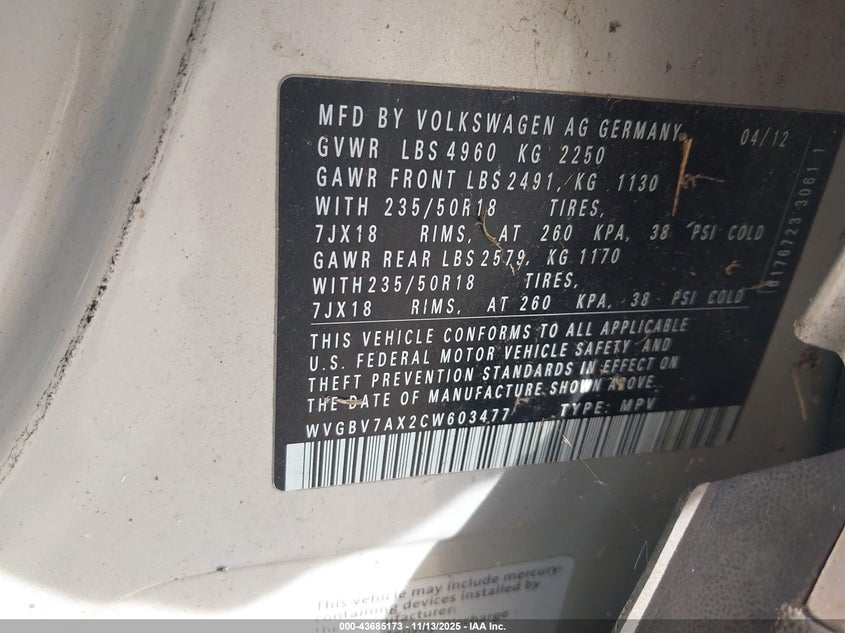 MFD BY VOLKSWAGEN AG GERMANY 04/12
GVWR LBS 4960 KG 2250
GAWR FRONT LBS 2491, KG 1130
WITH 235/50R18 TIRES,
7JX18 RIMS, AT 260 KPA, 38 PSI COLD
GAWR REAR LBS 2579, KG 1170
WITH 235/50R18 TIRES,
7JX18 RIMS, AT 260 KPA, 38 PSI COLD
THIS VEHICLE CONFORMS TO ALL APPLICABLE
U.S. FEDERAL MOTOR VEHICLE SAFETY AND
THEFT PREVENTION STANDARDS IN EFFECT ON
THE DATE OF MANUFACTURE SHOWN ABOVE.
WVGBV7AX2CW603477 TYPE: MPV
This vehicle may include mercury-
containing devices installed by
000-43685173 - 11/13/2025 - IAA Inc.